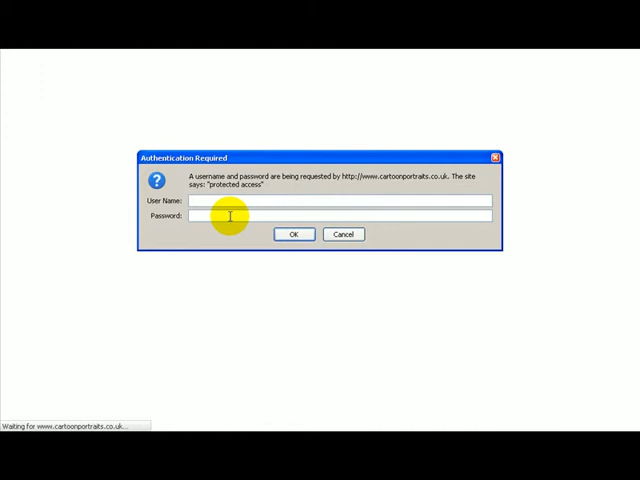 Authentication Required
A username and password are being requested by http://www.cartoonportraits.co.uk. The site
says: "protected access"
User Name:
Password:
OK Cancel
Waiting for www.cartoonportraits.co.uk...